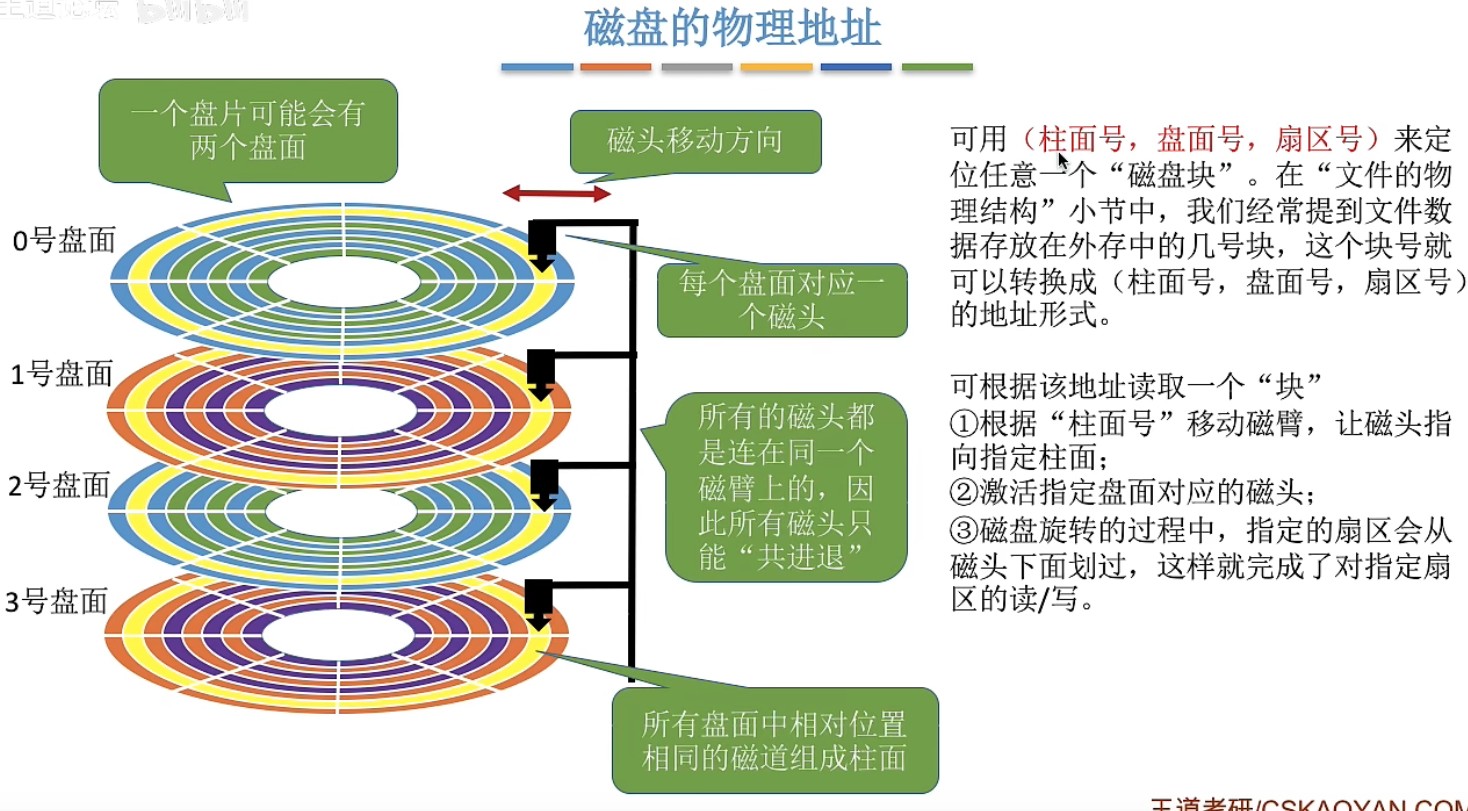 磁盘的物理地址
一个盘片可能会有
两个盘面
磁头移动方向
0号盘面
1号盘面
2号盘面
3号盘面
每个盘面对应一
个磁头
所有的磁头都
是连在同一个
磁臂上的，因
此所有磁头只
能“共进退”
所有盘面中相对位置
相同的磁道组成柱面
可用（柱面号，盘面号，扇区号）来定
位任意一个“磁盘块”。在“文件的物
理结构”小节中，我们经常提到文件数
据存放在外存中的几号块，这个块号就
可以转换成（柱面号，盘面号，扇区号）
的地址形式。
可根据该地址读取一个“块”
①根据“柱面号”移动磁臂，让磁头指
向指定柱面；
②激活指定盘面对应的磁头；
③磁盘旋转的过程中，指定的扇区会从
磁头下面划过，这样就完成了对指定扇
区的读/写。
王道考研/CSKAOYAN.COM